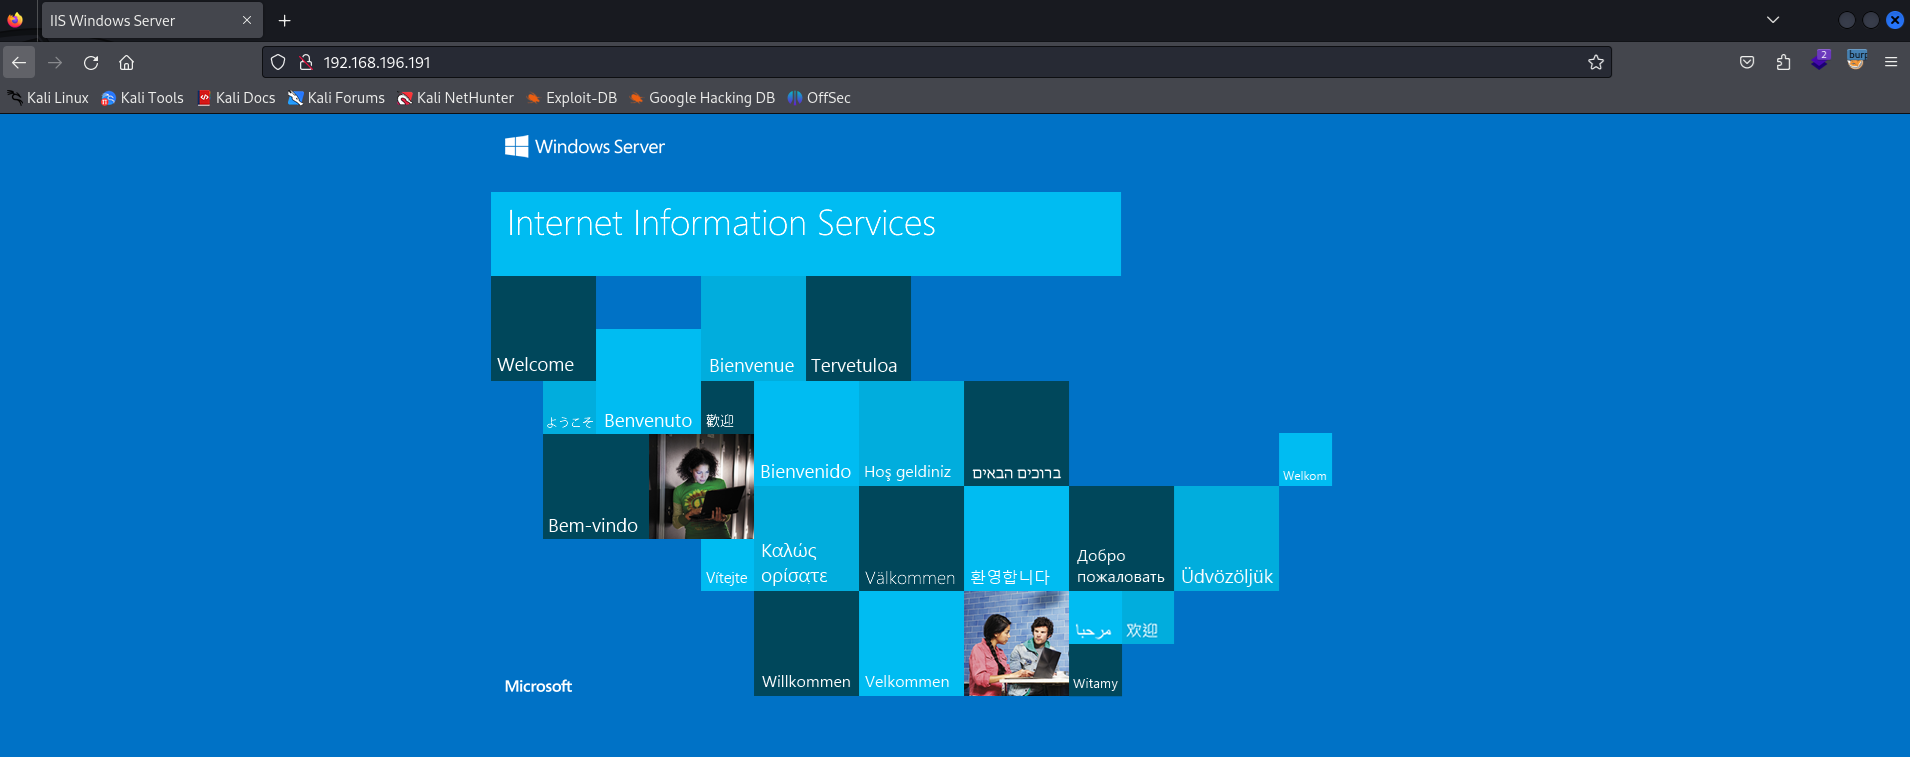 IIS Windows Server
192.168.196.191
Kali Linux Kali Tools Kali Docs Kali Forums Kali NetHunter Exploit-DB Google Hacking DB OffSec
2
burp
Windows Server
Internet Information Services
Welcome
Bienvenue
Tervetuloa
ようこそ
Benvenuto
歡迎
Bienvenido
Hoş geldiniz
ברוכים הבאים
Welkom
Bem-vindo
Vítejte
Καλώς
ορίσατε
Välkommen
환영합니다
Добро
пожаловать
Üdvözöljük
Willkommen
Velkommen
مرحبا
欢迎
Witamy
Microsoft